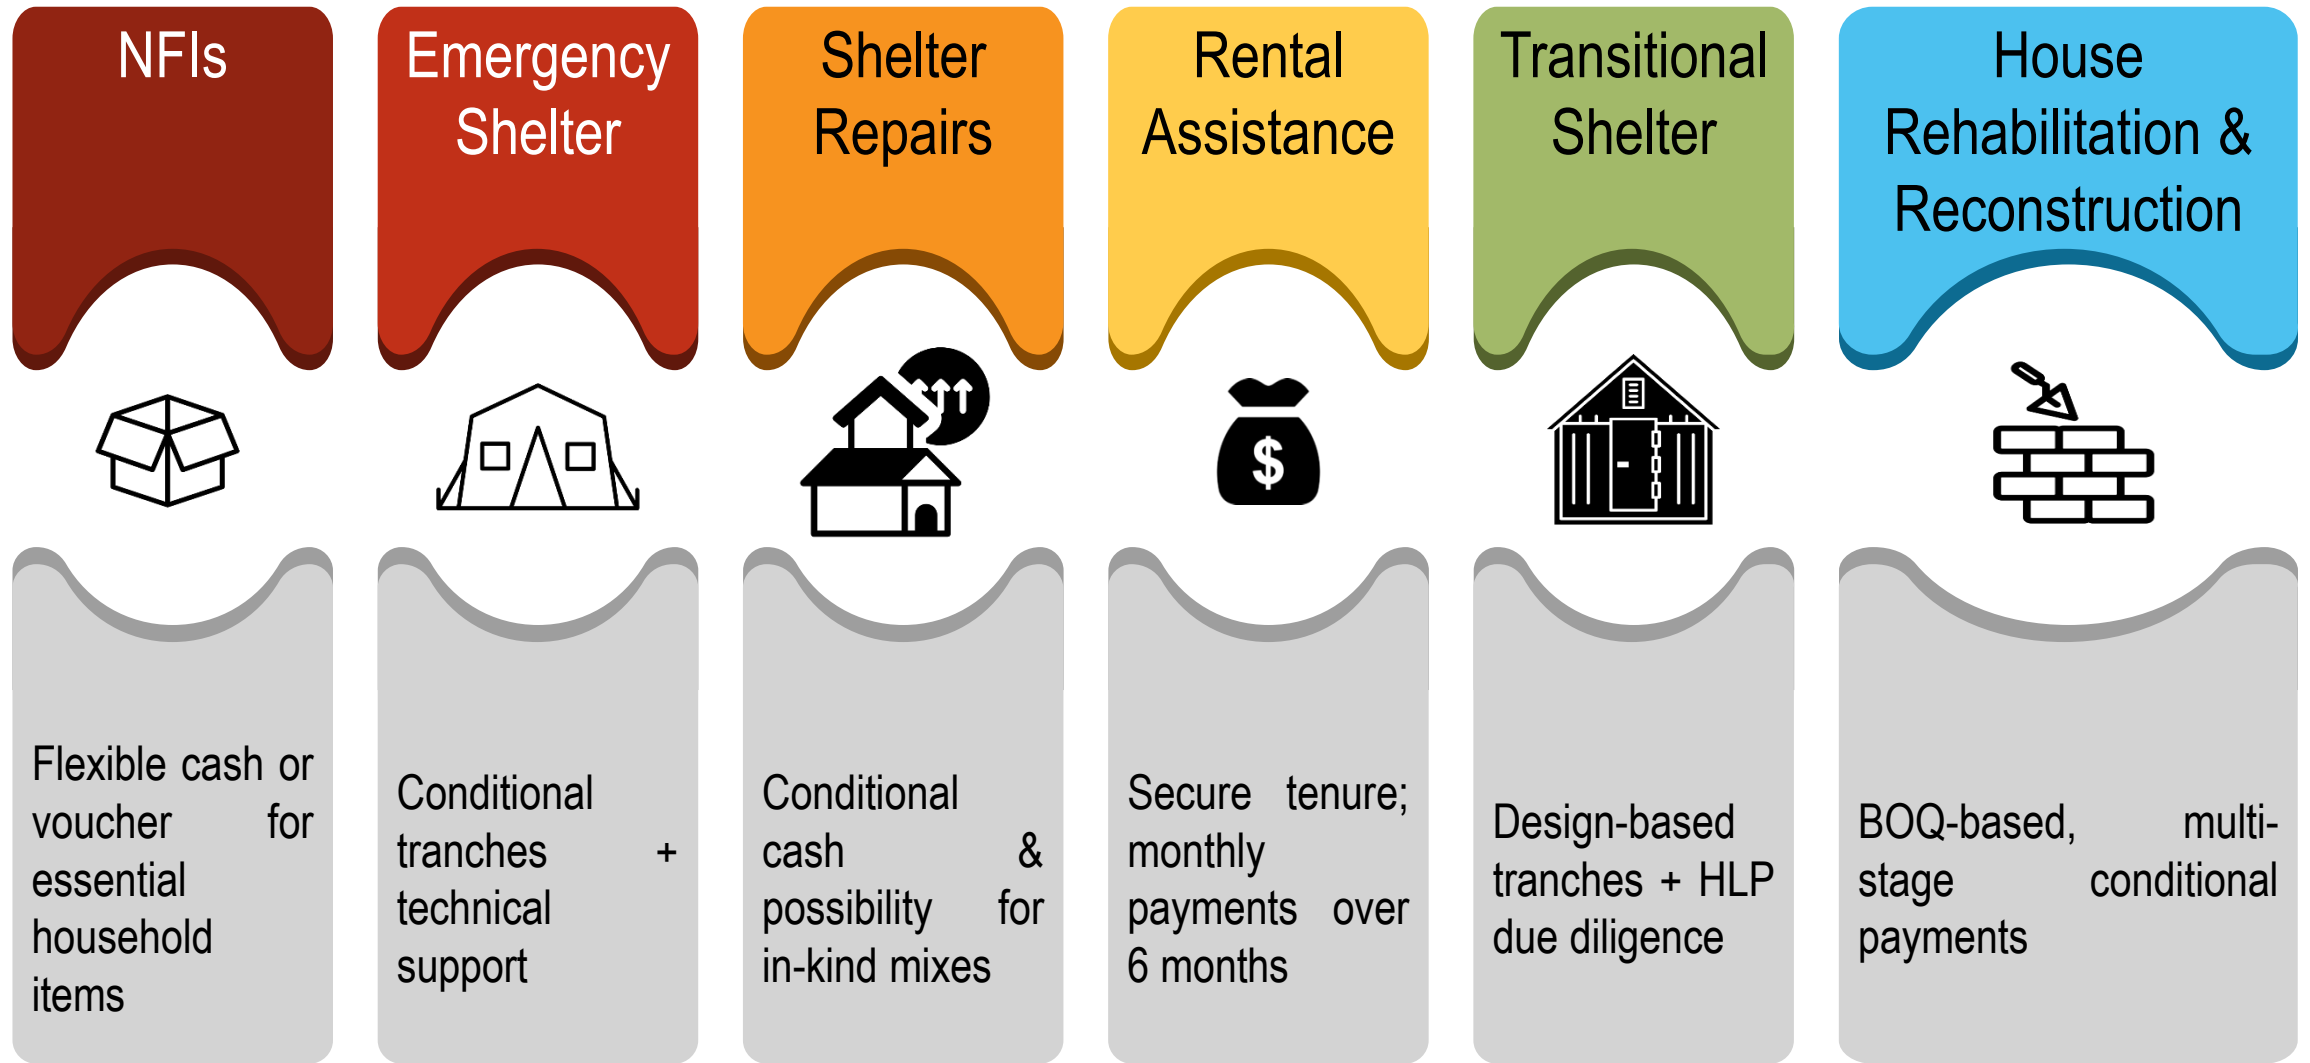 NFIs
Emergency
Shelter
Shelter
Repairs
Rental
Assistance
Transitional
Shelter
House
Rehabilitation &
Reconstruction
$
Flexible cash or
voucher for
essential
household
items
Conditional
tranches +
technical
support
Conditional
cash &
possibility for
in-kind mixes
Secure tenure;
monthly
payments over
6 months
Design-based
tranches + HLP
due diligence
BOQ-based, multi-
stage conditional
payments